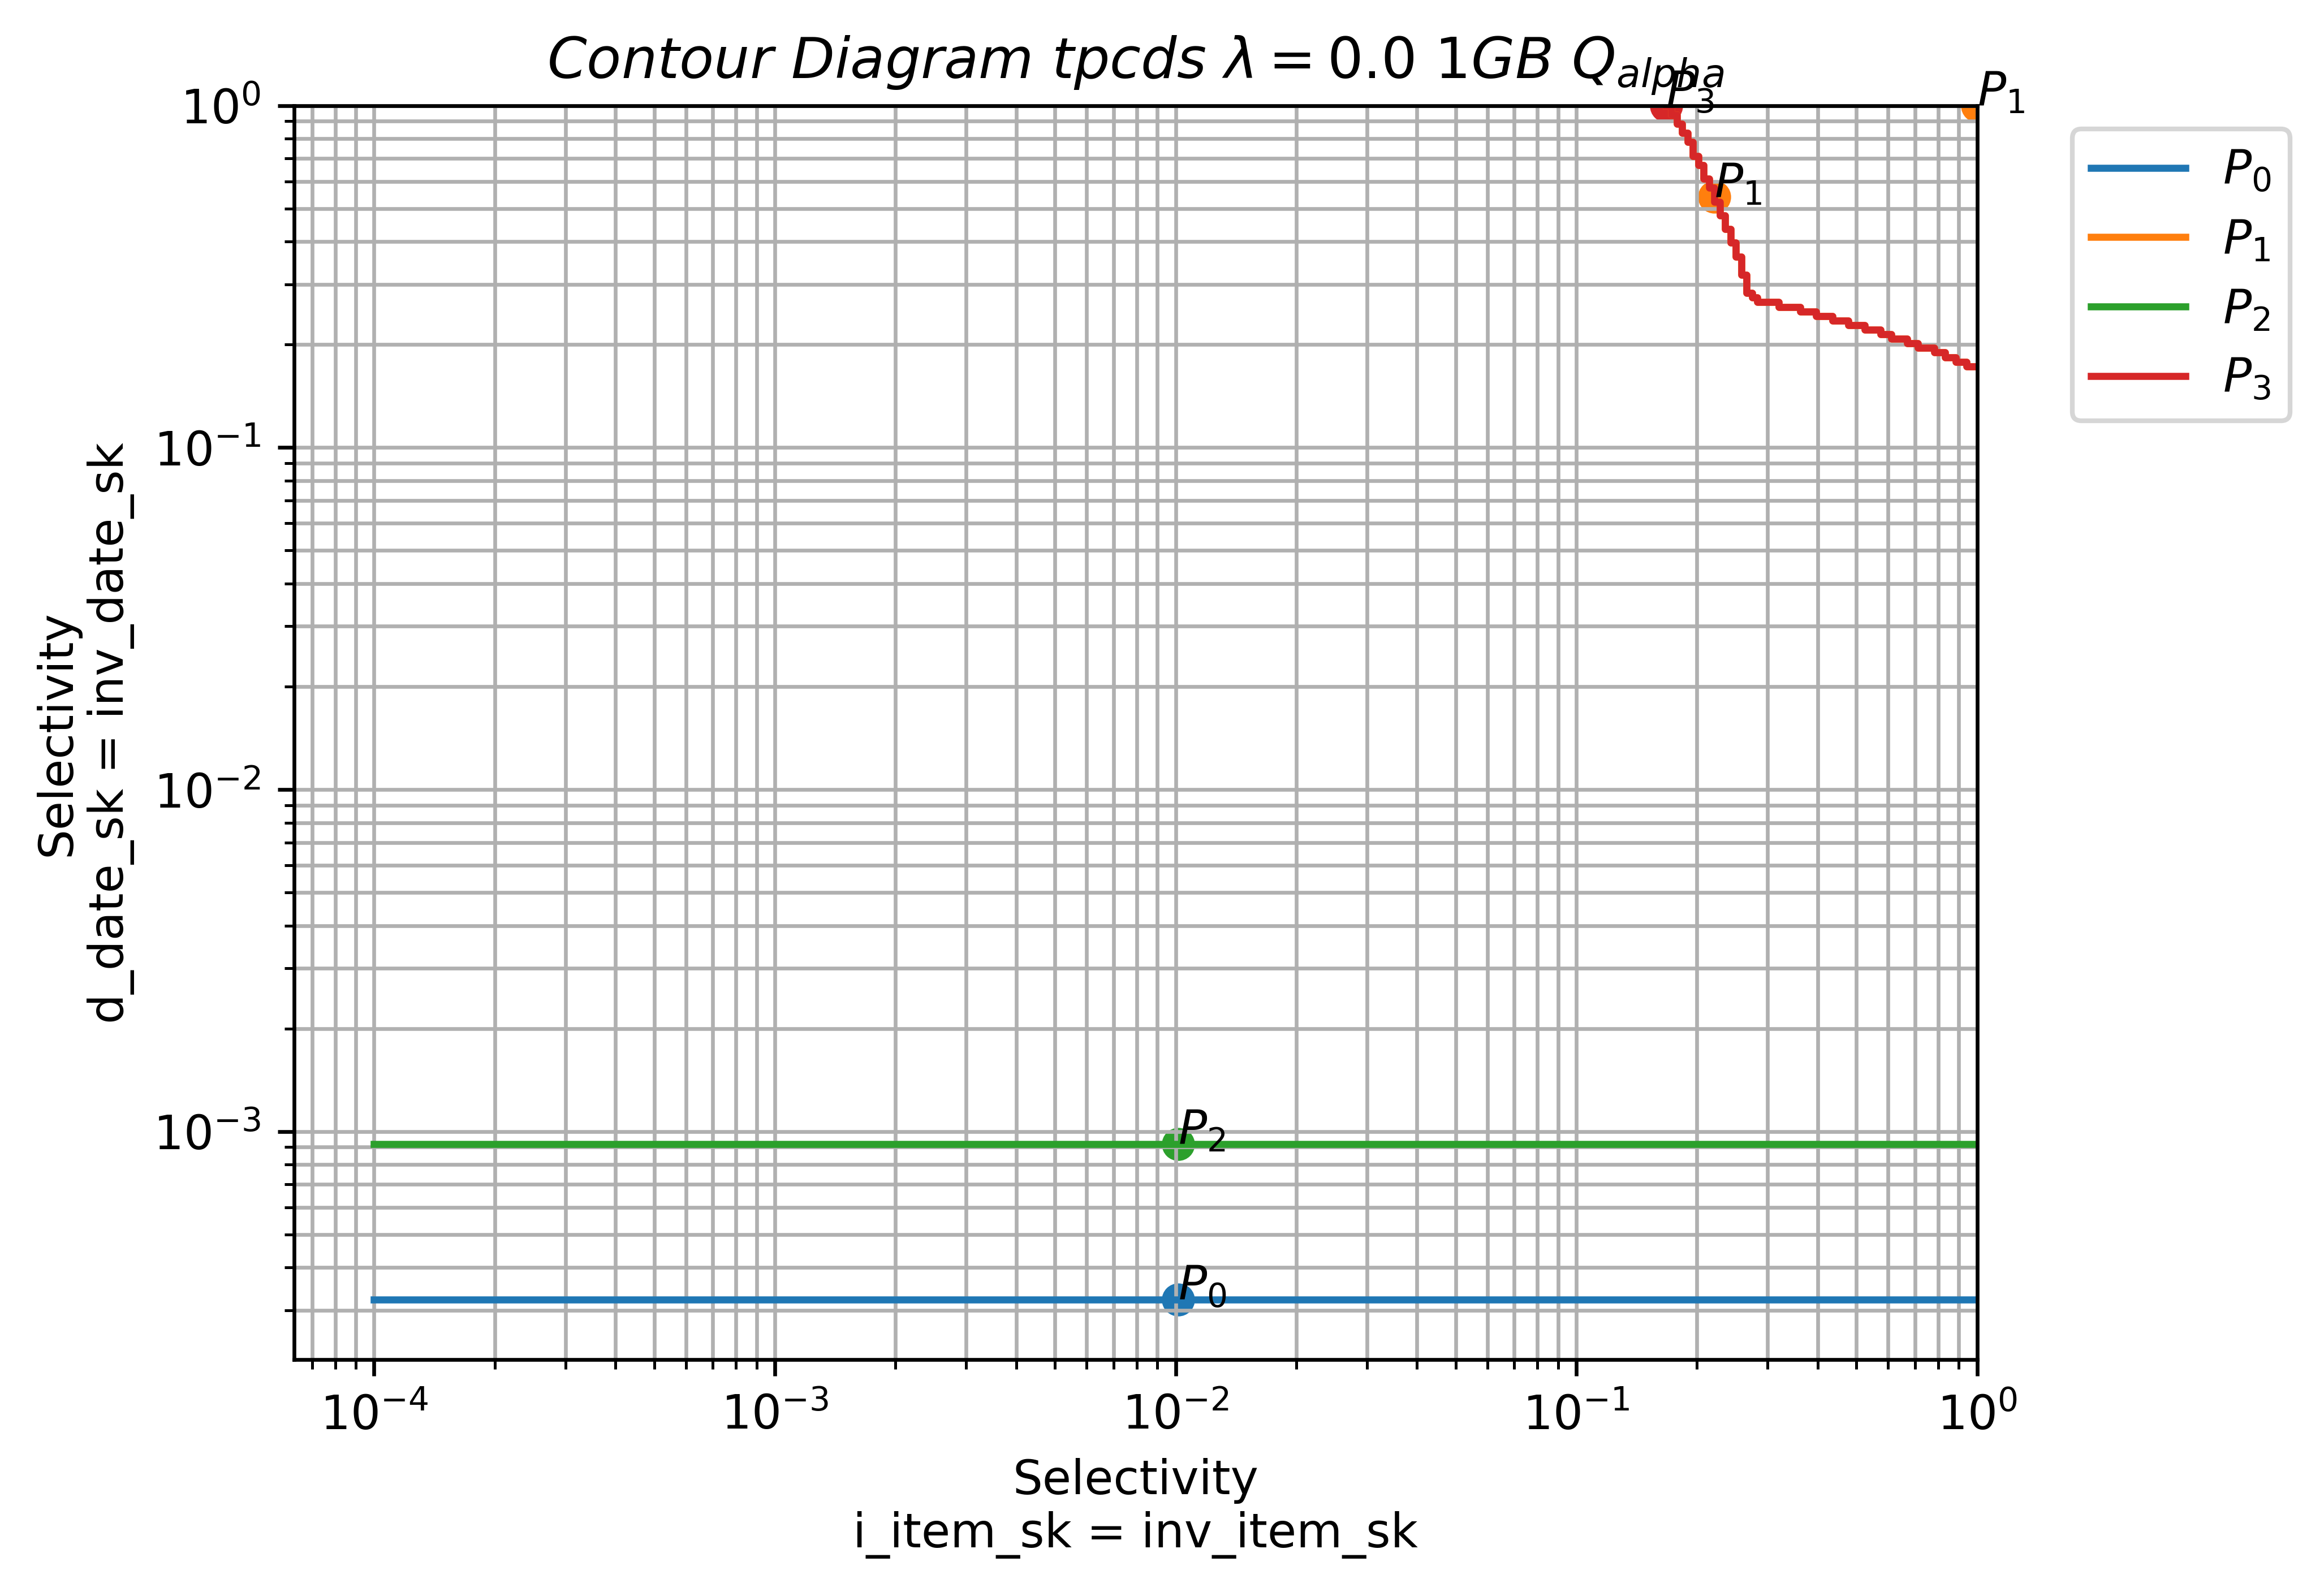 Contour Diagram tpcds λ = 0.0 1GB Q_alpha
P_3
P_1
P_1
P_2
P_0
P_0
P_1
P_2
P_3
10^0
10^-1
10^-2
10^-3
Selectivity
d_date_sk = inv_date_sk
10^-4
10^-3
10^-2
10^-1
10^0
Selectivity
i_item_sk = inv_item_sk